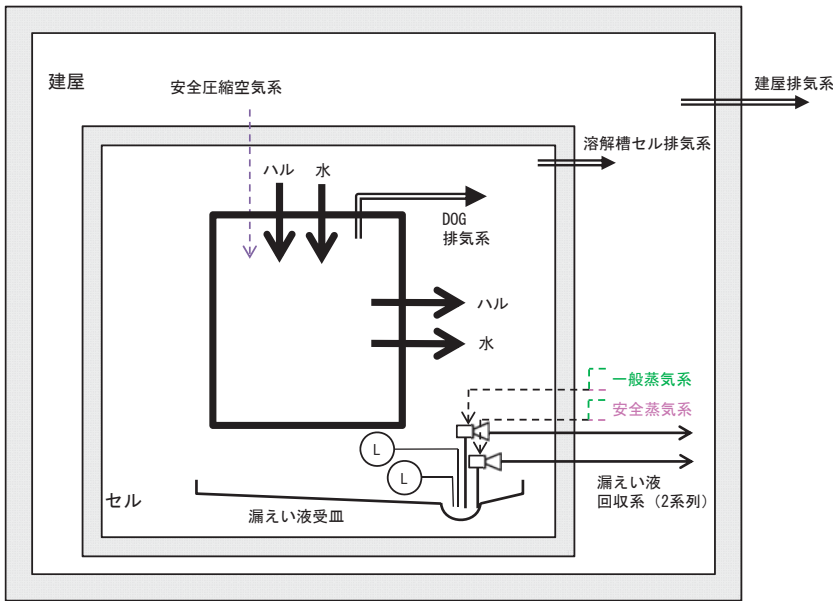 建屋
安全圧縮空気系
建屋排気系
溶解槽セル排気系
ハル
水
DOG
排気系
ハル
水
一般蒸気系
安全蒸気系
L
L
セル
漏えい液受皿
漏えい液
回収系（2系列）